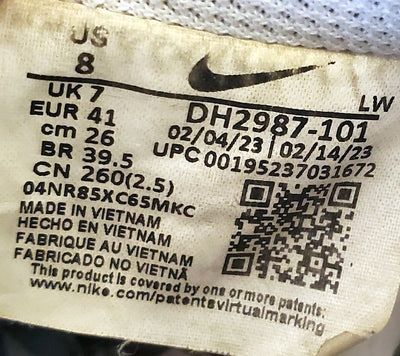 US
8
UK 7
LW
EUR 41
DH2987-101
cm 26
02/04/23 | 02/14/23
BR 39.5
UPC 00195237031672
CN 260(2.5)
04NR85XC65MKC
MADE IN VIETNAM
HECHO EN VIETNAM
FABRIQUE AU VIETNAM
FABRICADO NO VIETNÃ
This product is covered by one or more patents:
www.nike.com/patentsvirtualmarking